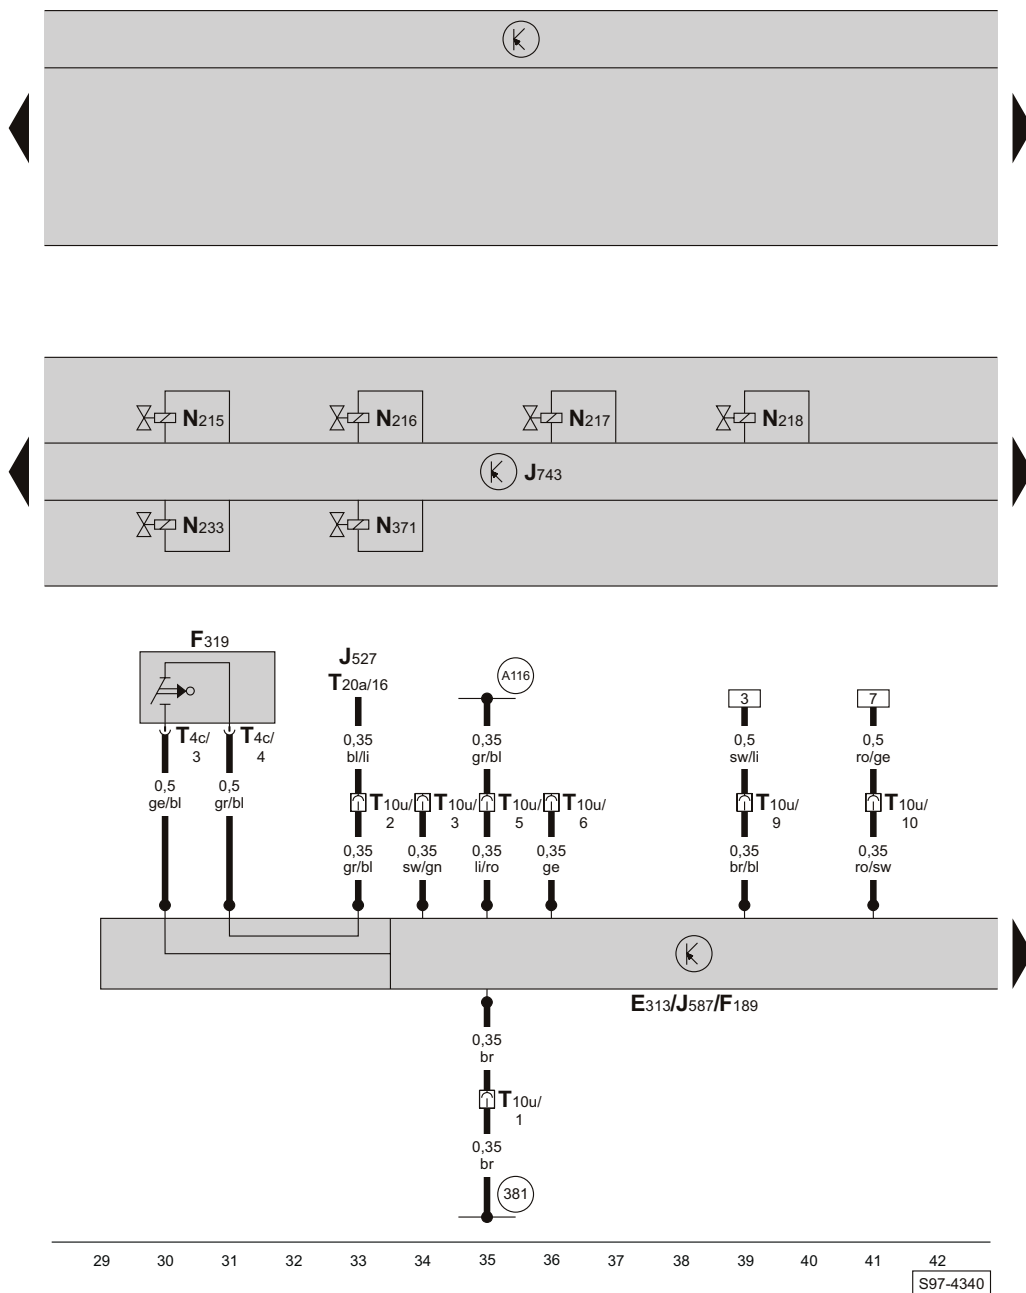 N215 N216 N217 N218
J743
N233 N371
F319
J527
T20a/16
A116
3 7
T4c/ T4c/
3 4
0,35 0,35 0,5 0,5
bl/li gr/bl sw/li ro/ge
0,5 0,5
ge/bl gr/bl
T10u/ T10u/ T10u/ T10u/ T10u/ T10u/
2 3 5 6 9 10
0,35 0,35 0,35 0,35 0,35 0,35
gr/bl sw/gn li/ro ge br/bl ro/sw
E313/J587/F189
0,35
br
T10u/
1
0,35
br
381
29 30 31 32 33 34 35 36 37 38 39 40 41 42
S97-4340